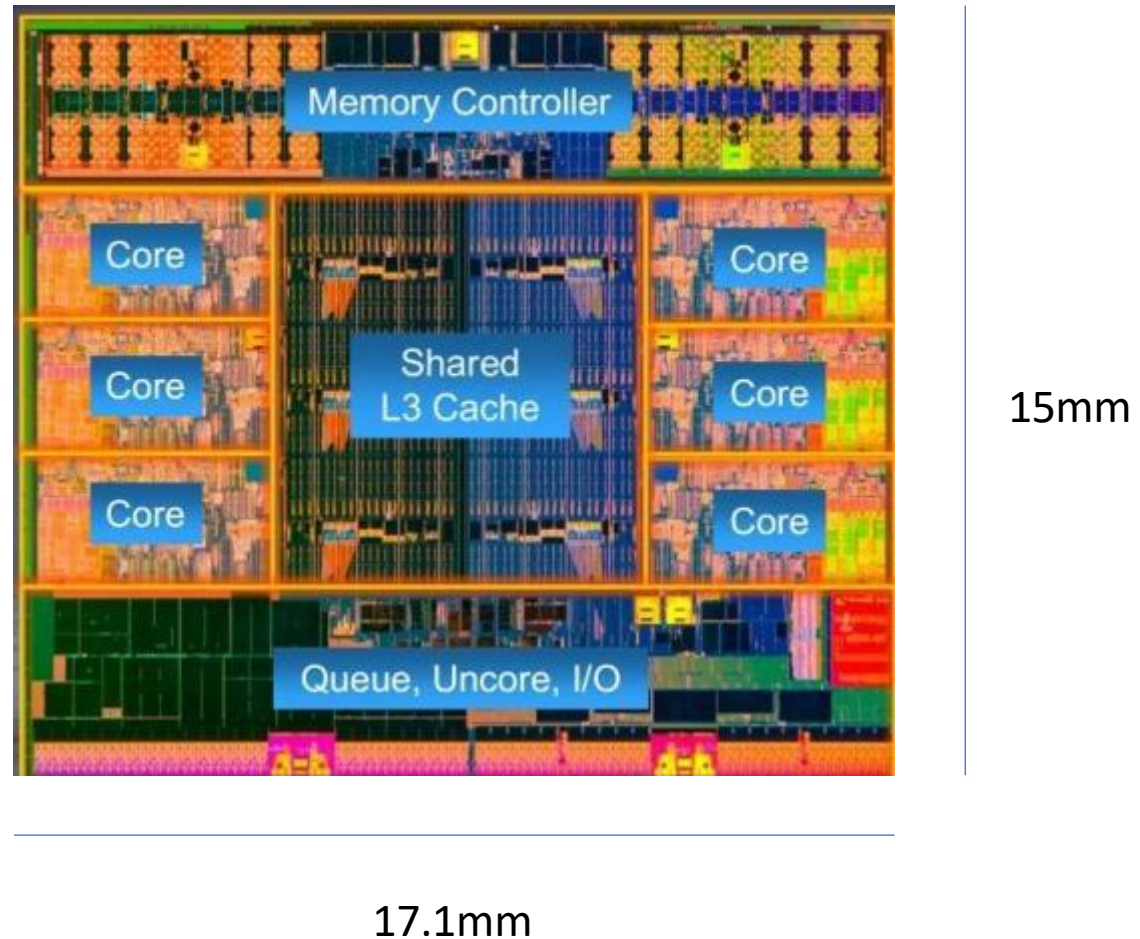 Memory Controller
Core
Core
Core
Shared
L3 Cache
Core
Core
Core
Queue, Uncore, I/O
15mm
17.1mm